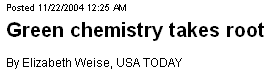 Posted 11/22/2004 12:25 AM
Green chemistry takes root
By Elizabeth Weise, USA TODAY